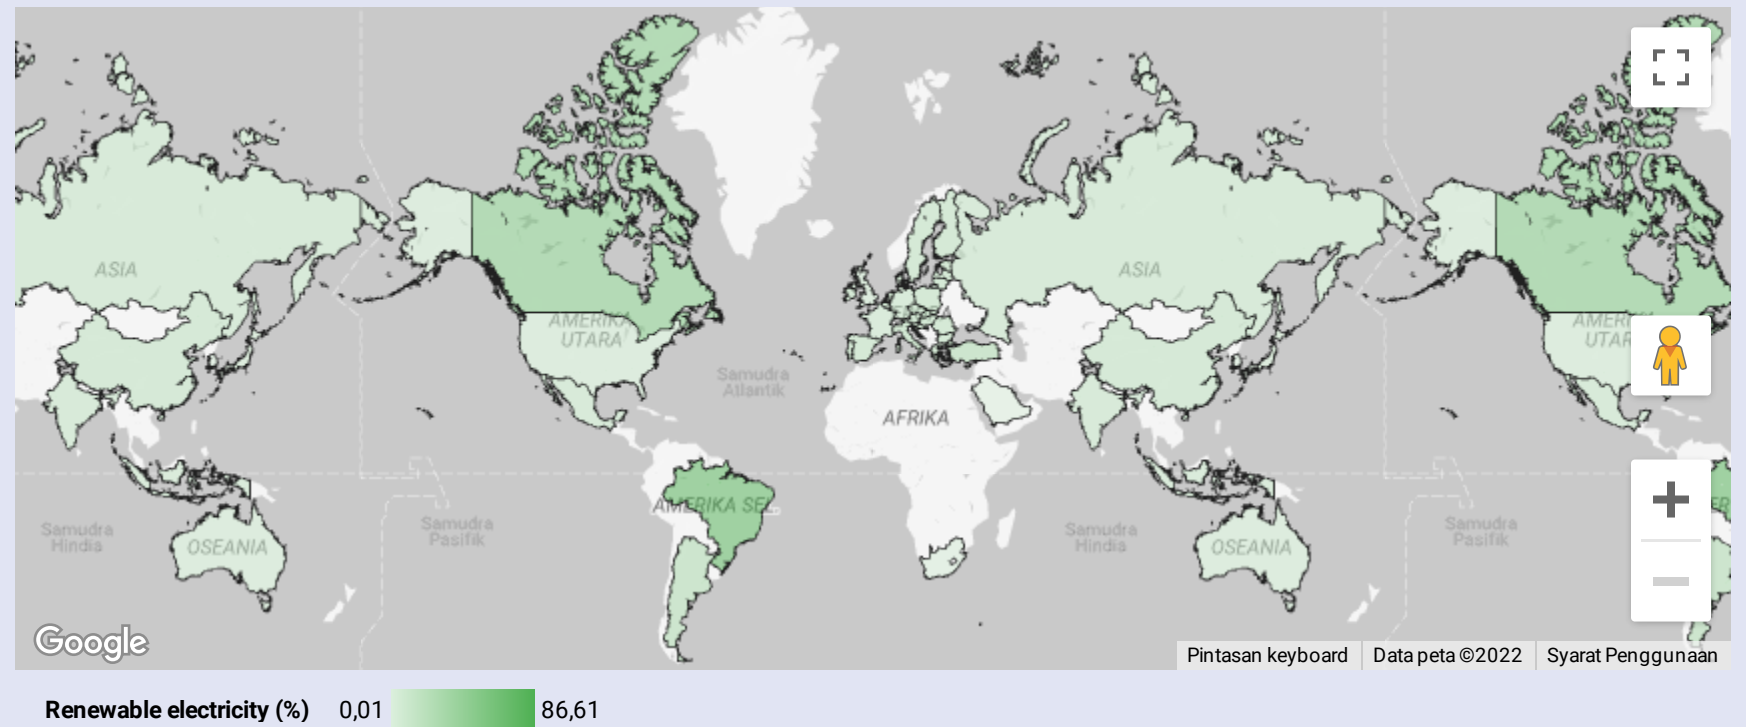 ASIA
AMERIKA
UTARA
Samudra
Atlantik
AFRIKA
ASIA
UTAR
AMERIKA SEL
Samudra
Hindia
OSEANIA
Samudra
Pasifik
Samudra
Hindia
OSEANIA
Samudra
Pasifik
Google
Pintasan keyboard
Data peta ©2022
Syarat Penggunaan
Renewable electricity (%) 0,01 86,61